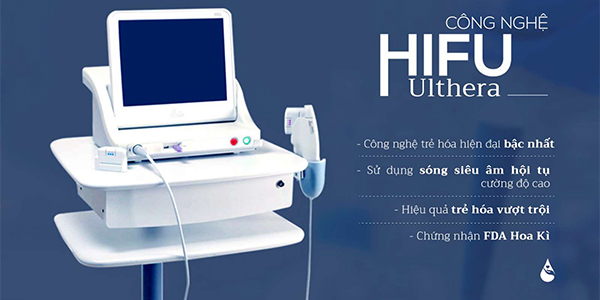 CÔNG NGHỆ
HIFU
Ulthera
- Công nghệ trẻ hóa hiện đại bậc nhất
- Sử dụng sóng siêu âm hội tụ
cường độ cao
- Hiệu quả trẻ hóa vượt trội
- Chứng nhận FDA Hoa Kì